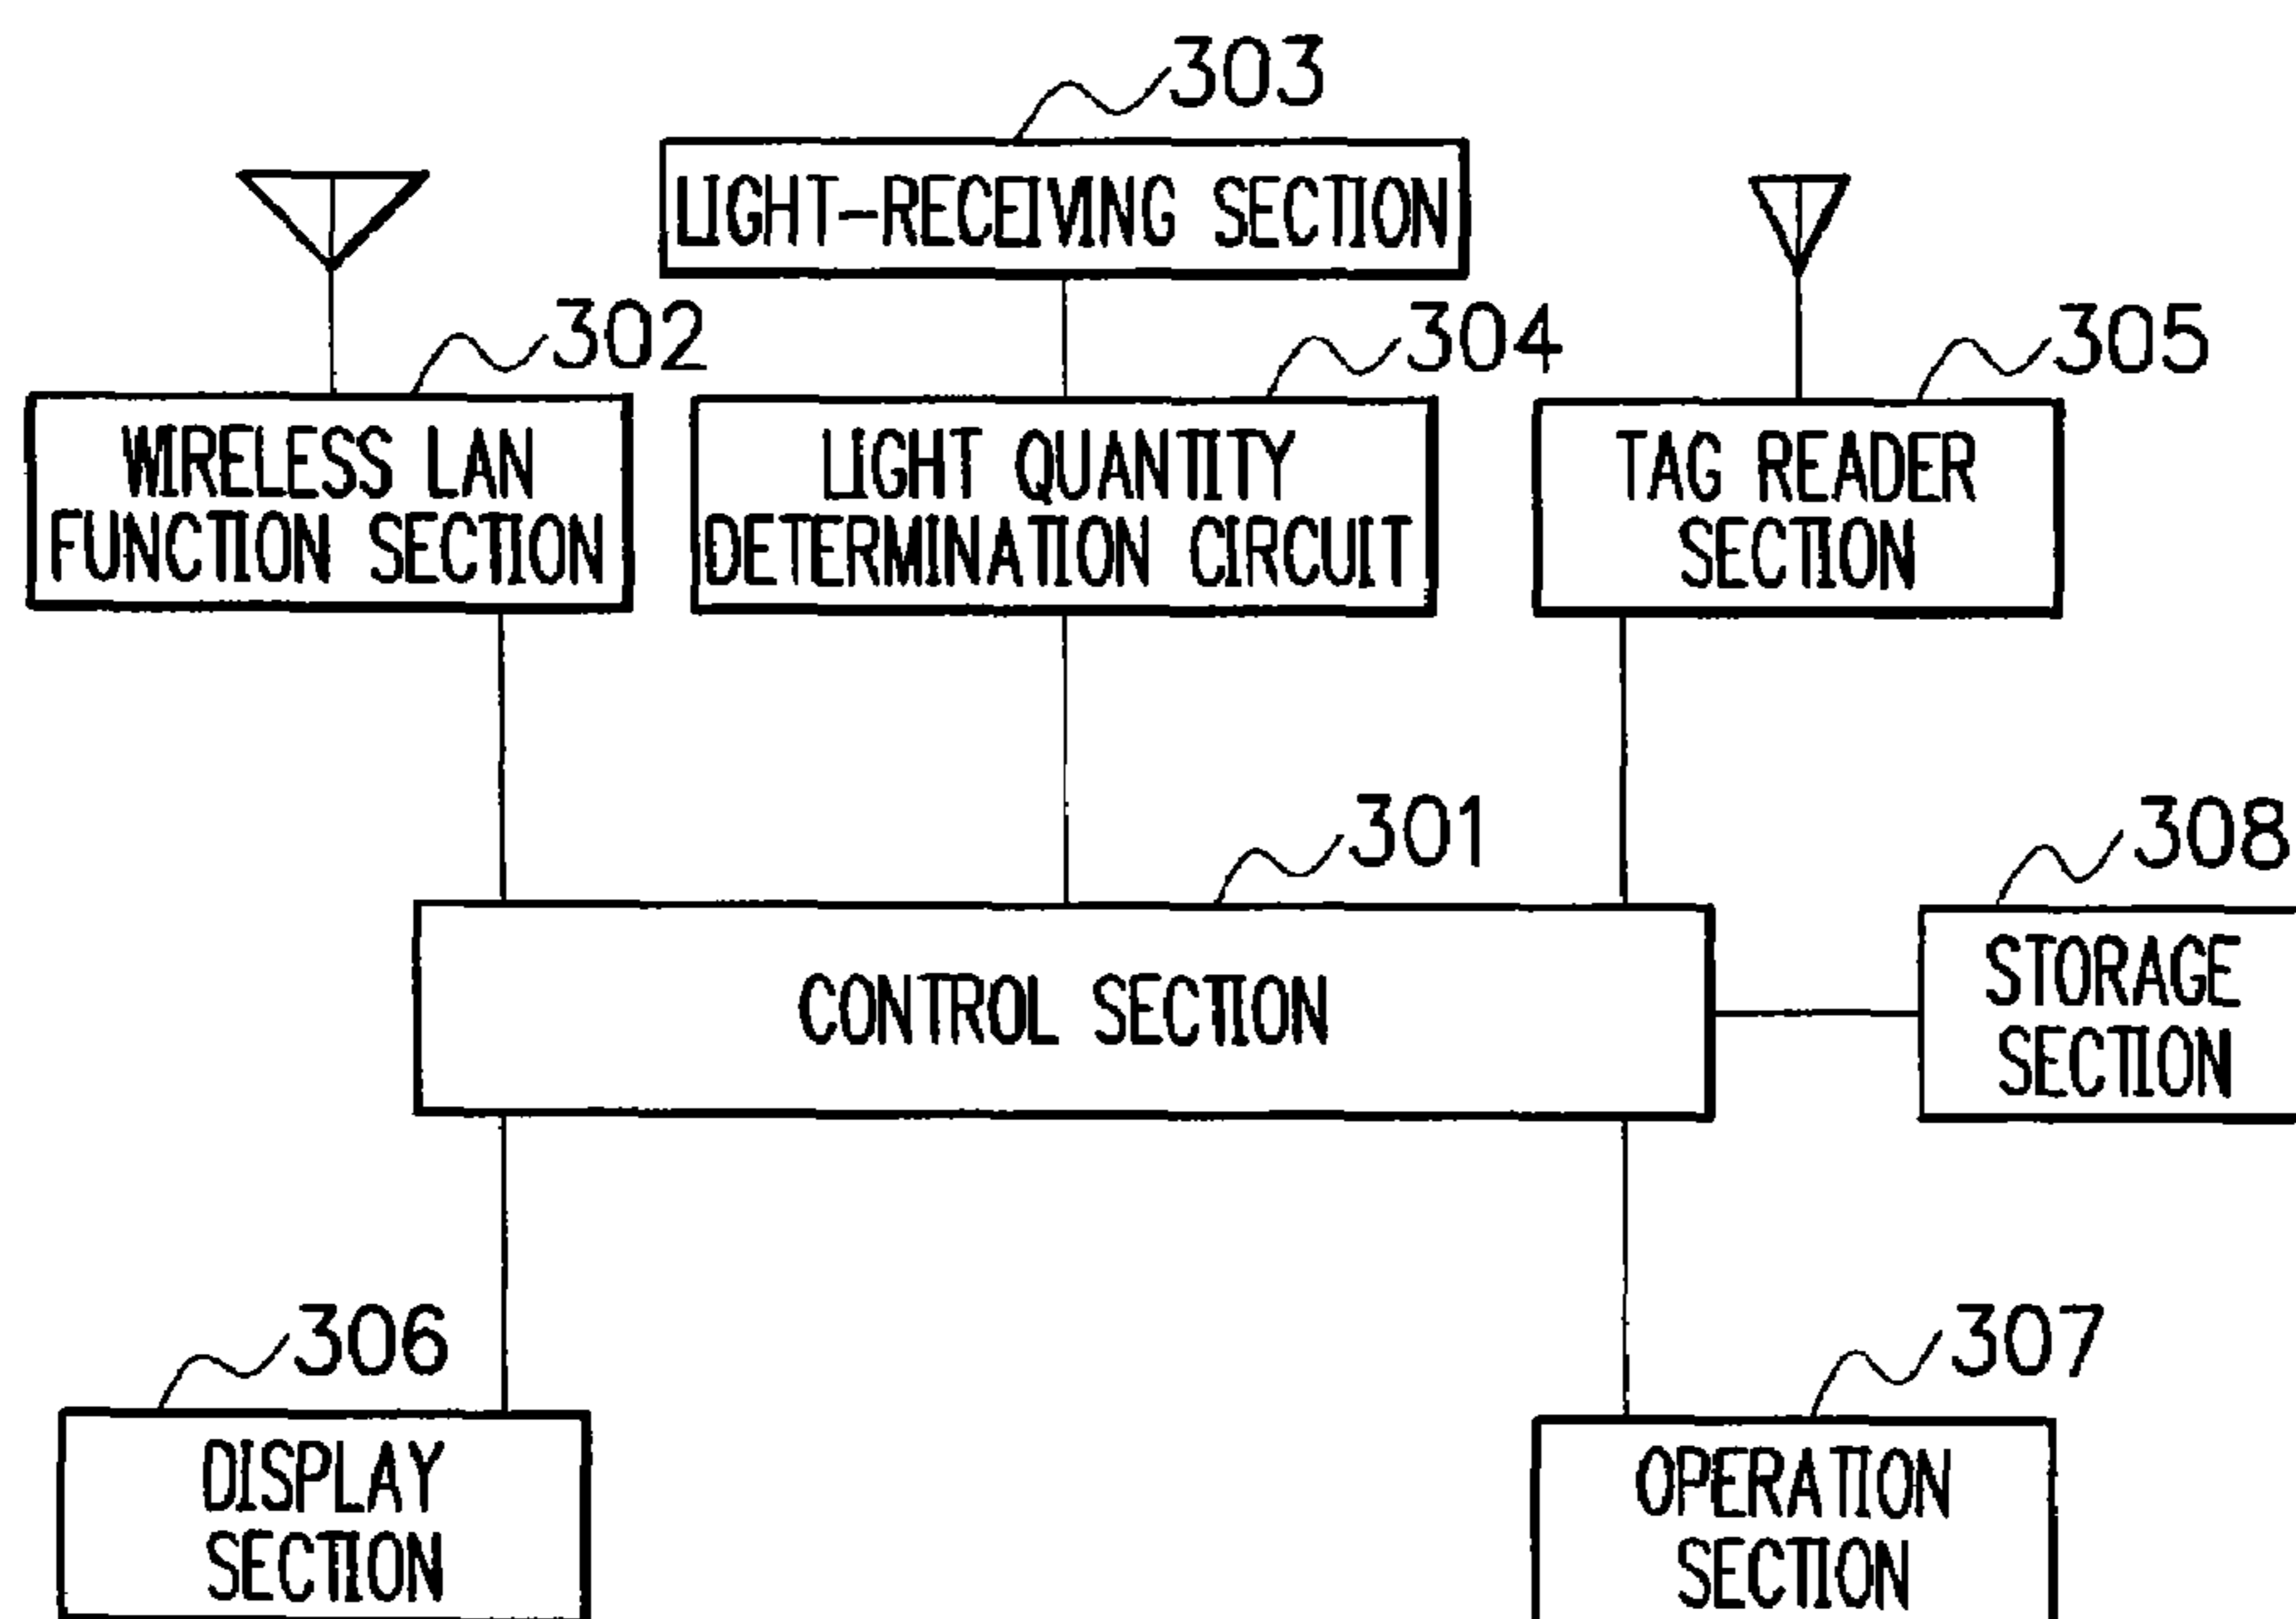 303
LIGHT-RECEIVING SECTION
302
304
305
WIRELESS LAN
FUNCTION SECTION
LIGHT QUANTITY
DETERMINATION CIRCUIT
TAG READER
SECTION
301
308
CONTROL SECTION
STORAGE
SECTION
306
307
DISPLAY
SECTION
OPERATION
SECTION